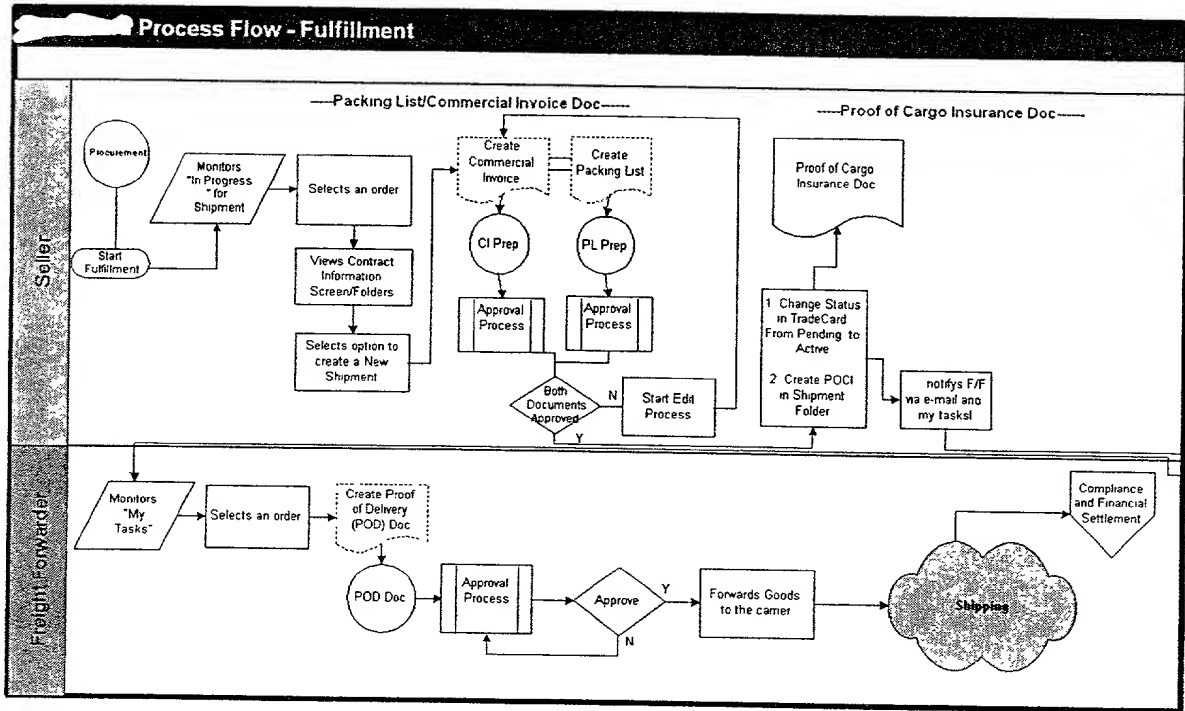 Process Flow - Fulfillment
-----Packing List/Commercial Invoice Doc-----
-----Proof of Cargo Insurance Doc-----
Seller
Procurement
Start
Fulfillment
Monitors
"In Progress
" for
Shipment
Selects an order
Views Contract
Information
Screen/Folders
Selects option to
create a New
Shipment
Create
Commercial
Invoice
Create
Packing List
CI Prep
PL Prep
Approval
Process
Approval
Process
Both
Documents
Approved
N
Y
Start Edit
Process
Proof of Cargo
Insurance Doc
1 Change Status
in TradeCard
From Pending to
Active
2 Create POCI
in Shipment
Folder
notifys F/F
via e-mail and
my tasks!
Freight Forwarder
Monitors
"My
Tasks"
Selects an order
Create Proof
of Delivery
(POD) Doc
POD Doc
Approval
Process
Approve
Y
N
Forwards Goods
to the carrier
Shipping
Compliance
and Financial
Settlement